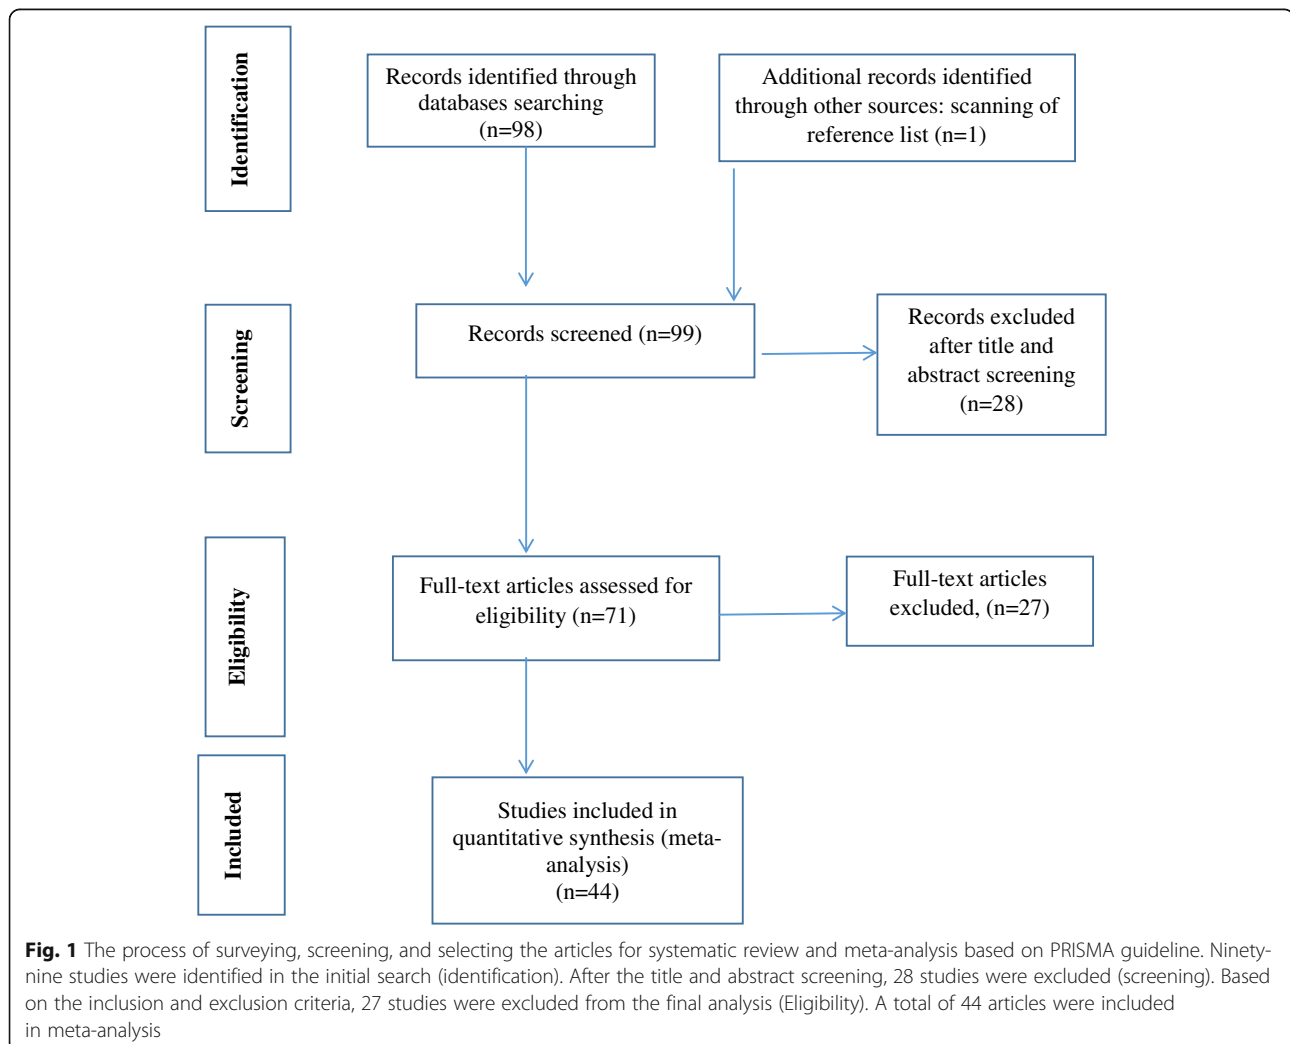 Identification
Records identified through
databases searching
(n=98)
Additional records identified
through other sources: scanning of
reference list (n=1)
Screening
Records screened (n=99)
Records excluded
after title and
abstract screening
(n=28)
Eligibility
Full-text articles assessed for
eligibility (n=71)
Full-text articles
excluded, (n=27)
Included
Studies included in
quantitative synthesis (meta-
analysis)
(n=44)
Fig. 1 The process of surveying, screening, and selecting the articles for systematic review and meta-analysis based on PRISMA guideline. Ninety-
nine studies were identified in the initial search (identification). After the title and abstract screening, 28 studies were excluded (screening). Based
on the inclusion and exclusion criteria, 27 studies were excluded from the final analysis (Eligibility). A total of 44 articles were included
in meta-analysis